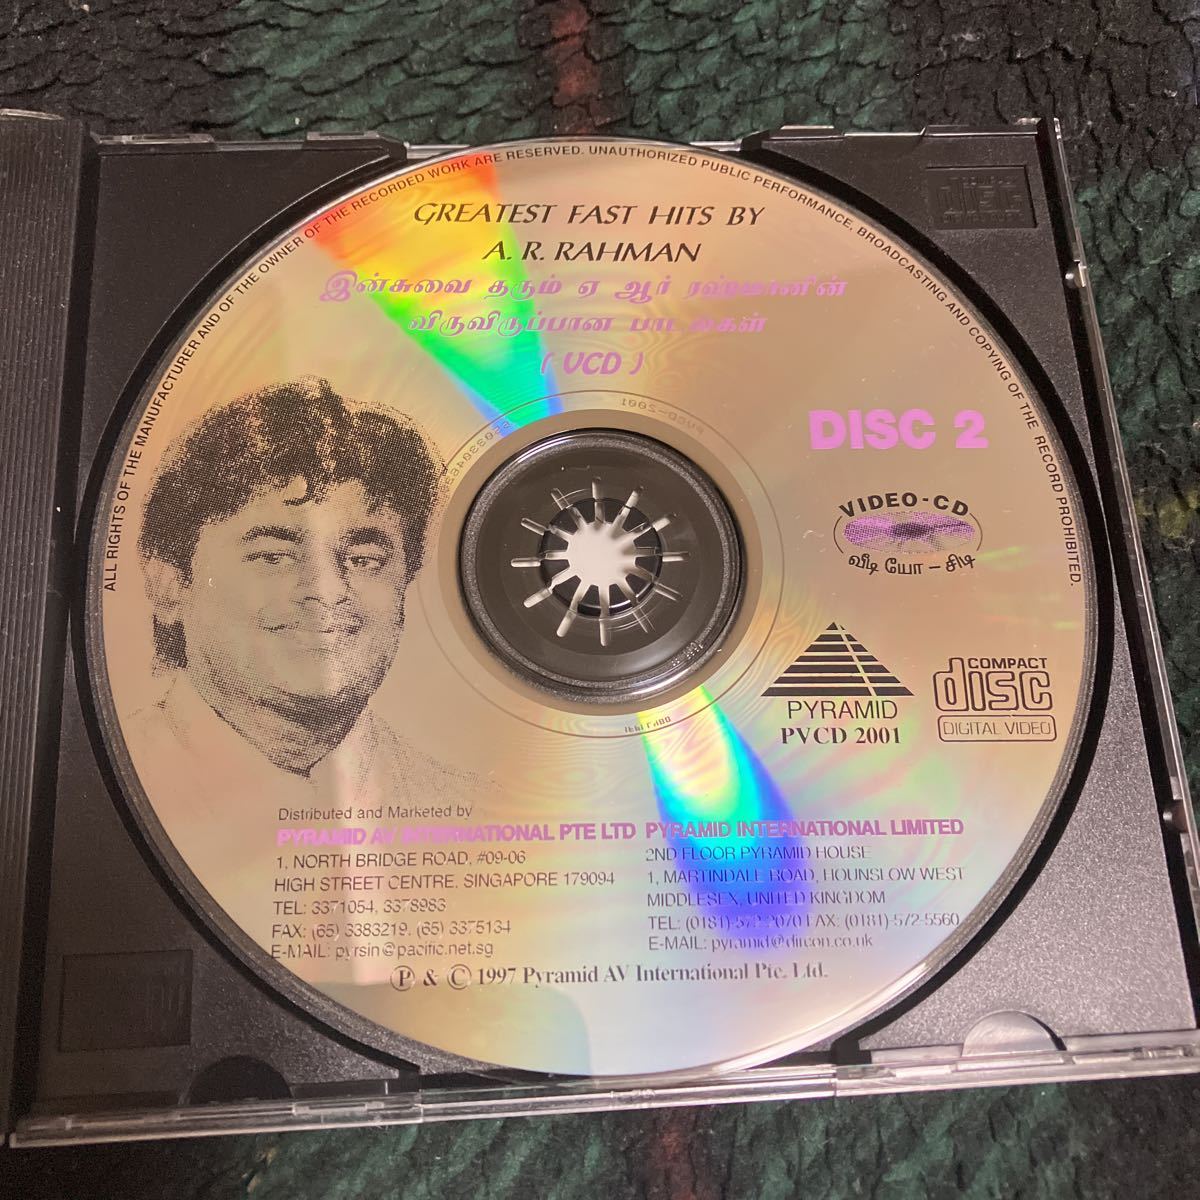 ALL RIGHTS OF THE MANUFACTURER AND OF THE OWNER OF THE RECORDED WORK ARE RESERVED. UNAUTHORIZED PUBLIC PERFORMANCE, BROADCASTING AND COPYING OF THE RECORD PROHIBITED.
GREATEST FAST HITS BY
A. R. RAHMAN
இன்சுவை தரும் ஏ ஆர் ரஹ்மானின்
விருவிருப்பான பாடல்கள்
( VCD )
PVCD-2001
DISC 2
VIDEO-CD
வீடியோ – சிடி
PYRAMID
PVCD 2001
COMPACT
disc
DIGITAL VIDEO
Distributed and Marketed by
PYRAMID AV INTERNATIONAL PTE LTD
1, NORTH BRIDGE ROAD, #09-06
HIGH STREET CENTRE, SINGAPORE 179094
TEL: 3371054, 3378983
FAX: (65) 3383219, (65) 3375134
E-MAIL: pyrsin@pacific.net.sg
PYRAMID INTERNATIONAL LIMITED
2ND FLOOR PYRAMID HOUSE
1, MARTINDALE ROAD, HOUNSLOW WEST
MIDDLESEX, UNITED KINGDOM
TEL: (0181)-572-2070 FAX: (0181)-572-5560
E-MAIL: pyramid@dircon.co.uk
Ⓟ & © 1997 Pyramid AV International Pte. Ltd.